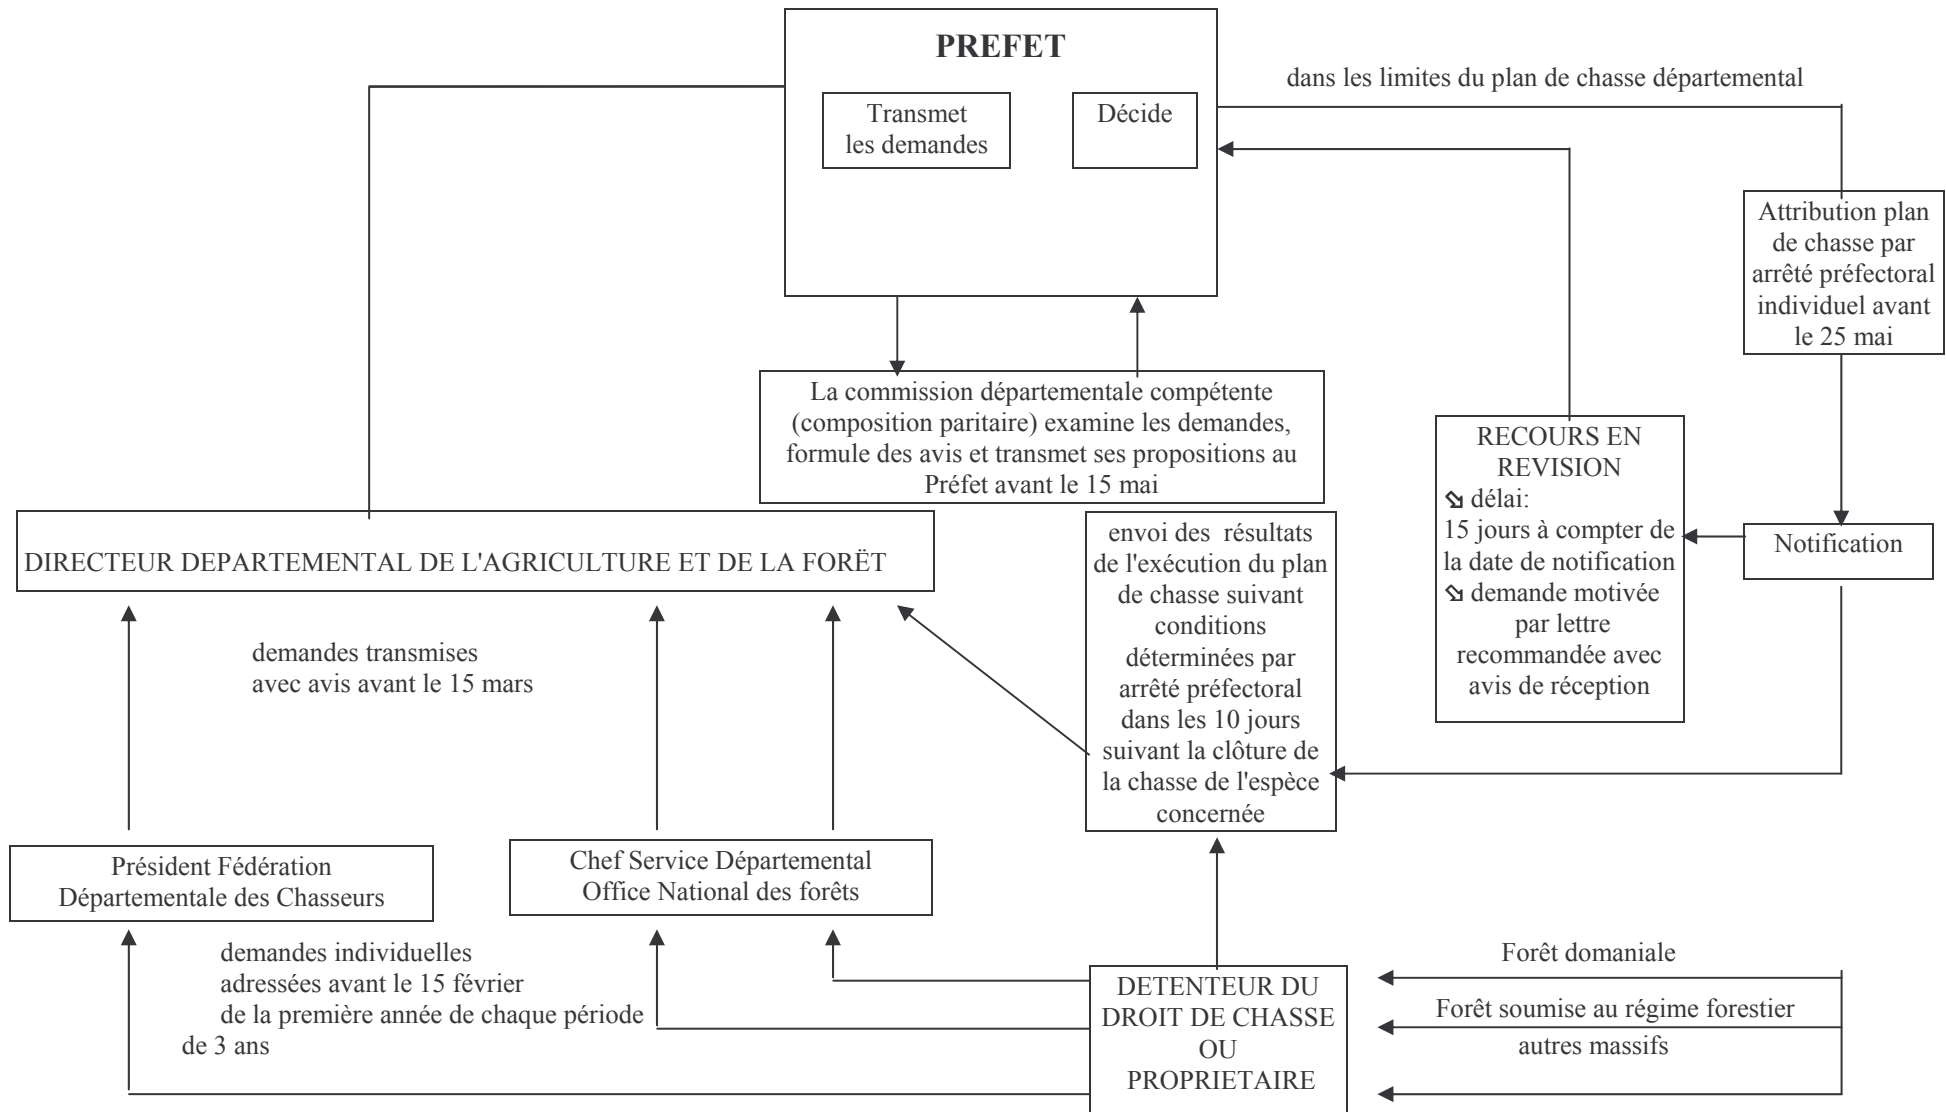 PREFET
Transmet
les demandes
Décide
dans les limites du plan de chasse départemental
Attribution plan
de chasse par
arrêté préfectoral
individuel avant
le 25 mai
La commission départementale compétente
(composition paritaire) examine les demandes,
formule des avis et transmet ses propositions au
Préfet avant le 15 mai
RECOURS EN
REVISION
⬂ délai:
15 jours à compter de
la date de notification
⬂ demande motivée
par lettre
recommandée avec
avis de réception
Notification
DIRECTEUR DEPARTEMENTAL DE L'AGRICULTURE ET DE LA FORËT
envoi des résultats
de l'exécution du plan
de chasse suivant
conditions
déterminées par
arrêté préfectoral
dans les 10 jours
suivant la clôture de
la chasse de l'espèce
concernée
demandes transmises
avec avis avant le 15 mars
Président Fédération
Départementale des Chasseurs
Chef Service Départemental
Office National des forêts
demandes individuelles
adressées avant le 15 février
de la première année de chaque période
de 3 ans
DETENTEUR DU
DROIT DE CHASSE
OU
PROPRIETAIRE
Forêt domaniale
Forêt soumise au régime forestier
autres massifs